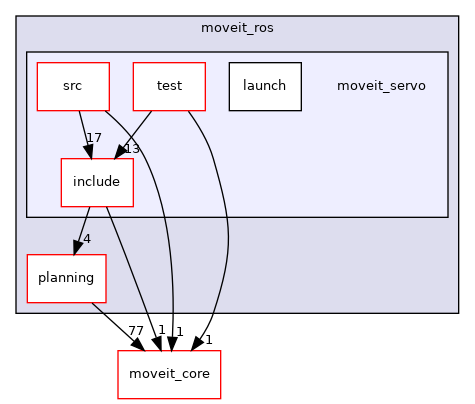 moveit_ros
src
test
launch
moveit_servo
17
13
include
4
planning
77
1
1
1
moveit_core